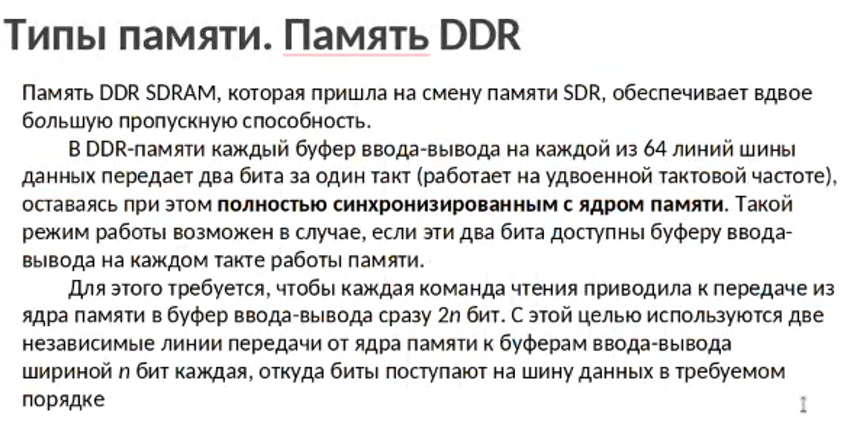 Типы памяти. Память DDR
Память DDR SDRAM, которая пришла на смену памяти SDR, обеспечивает вдвое
большую пропускную способность.
В DDR-памяти каждый буфер ввода-вывода на каждой из 64 линий шины
данных передает два бита за один такт (работает на удвоенной тактовой частоте),
оставаясь при этом полностью синхронизированным с ядром памяти. Такой
режим работы возможен в случае, если эти два бита доступны буферу ввода-
вывода на каждом такте работы памяти.
Для этого требуется, чтобы каждая команда чтения приводила к передаче из
ядра памяти в буфер ввода-вывода сразу 2n бит. С этой целью используются две
независимые линии передачи от ядра памяти к буферам ввода-вывода
шириной n бит каждая, откуда биты поступают на шину данных в требуемом
порядке